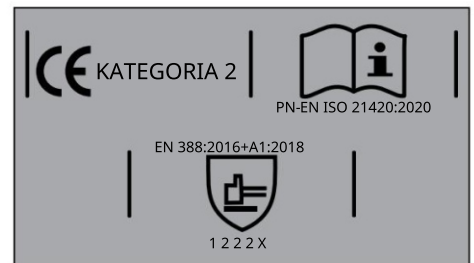 CE KATEGORIA 2
PN-EN ISO 21420:2020
EN 388:2016+A1:2018
1 2 2 2 X